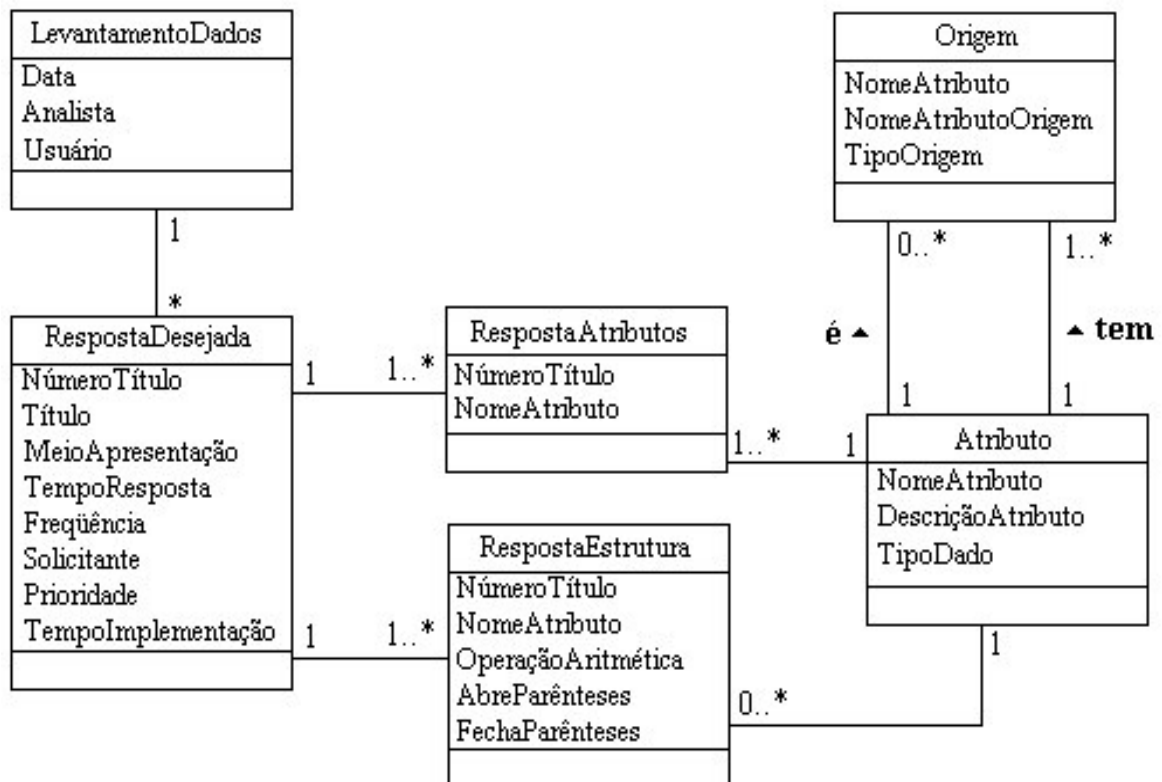 LevantamentoDados
Data
Analista
Usuário
1
*
Origem
NomeAtributo
NomeAtributoOrigem
TipoOrigem
0..*
1..*
é
tem
1
1
RespostaDesejada
NúmeroTítulo
Título
MeioApresentação
TempoResposta
Freqüência
Solicitante
Prioridade
TempoImplementação
1
1..*
1
1..*
RespostaAtributos
NúmeroTítulo
NomeAtributo
1..*
1
RespostaEstrutura
NúmeroTítulo
NomeAtributo
OperaçãoAritmética
AbreParênteses
FechaParênteses
0..*
1
Atributo
NomeAtributo
DescriçãoAtributo
TipoDado